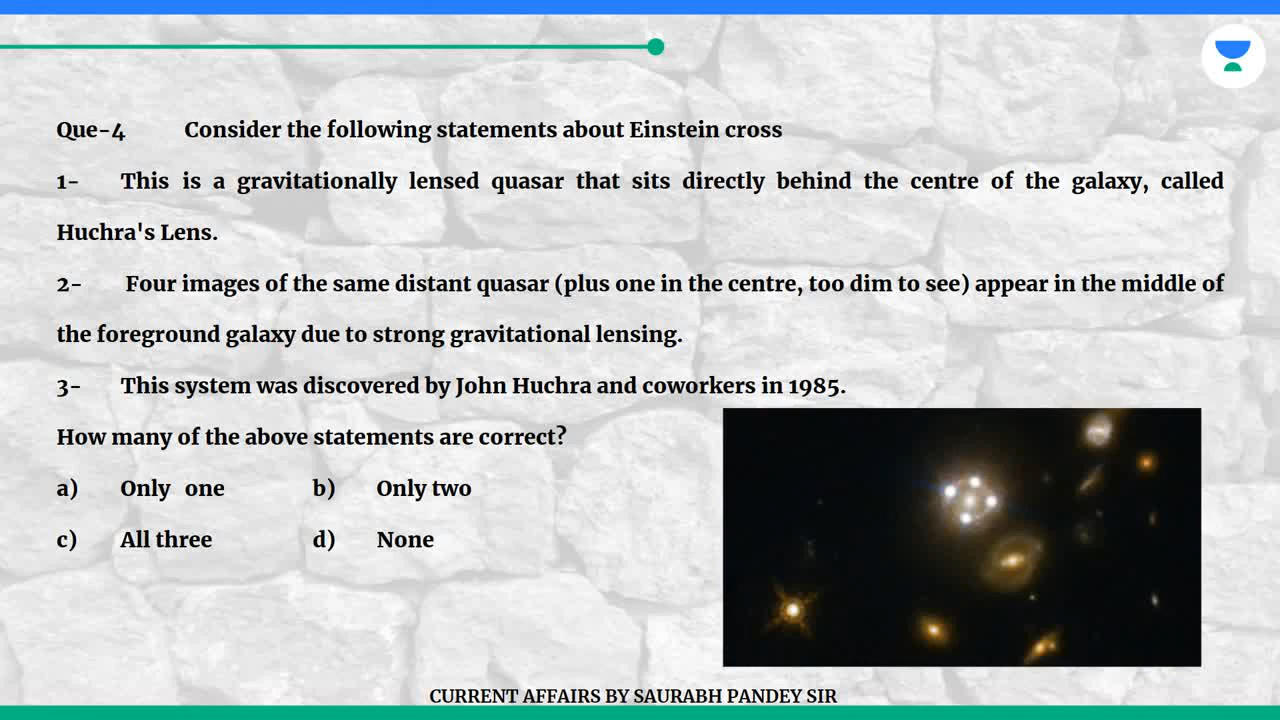 Que-4 Consider the following statements about Einstein cross
1- This is a gravitationally lensed quasar that sits directly behind the centre of the galaxy, called
Huchra's Lens.
2- Four images of the same distant quasar (plus one in the centre, too dim to see) appear in the middle of
the foreground galaxy due to strong gravitational lensing.
3- This system was discovered by John Huchra and coworkers in 1985.
How many of the above statements are correct?
a) Only one b) Only two
c) All three d) None
CURRENT AFFAIRS BY SAURABH PANDEY SIR